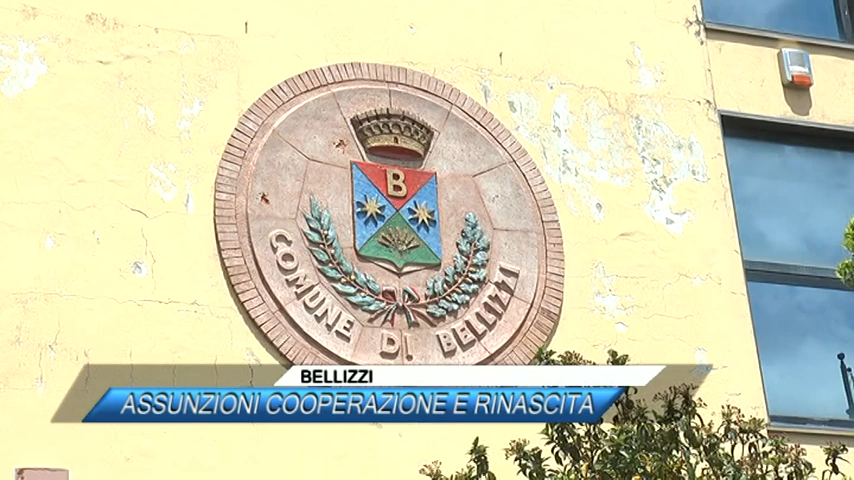 B
COMUNE DI BELLIZZI
BELLIZZI
ASSUNZIONI COOPERAZIONE E RINASCITA